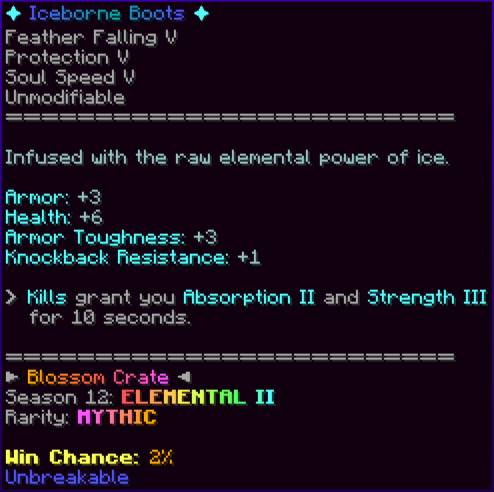 ✦ Iceborne Boots ✦
Feather Falling V
Protection V
Soul Speed V
Unmodifiable
=========================
Infused with the raw elemental power of ice.
Armor: +3
Health: +6
Armor Toughness: +3
Knockback Resistance: +1
> Kills grant you Absorption II and Strength III
for 10 seconds.
=========================
► Blossom Crate ◄
Season 12: ELEMENTAL II
Rarity: MYTHIC
Win Chance: 2%
Unbreakable